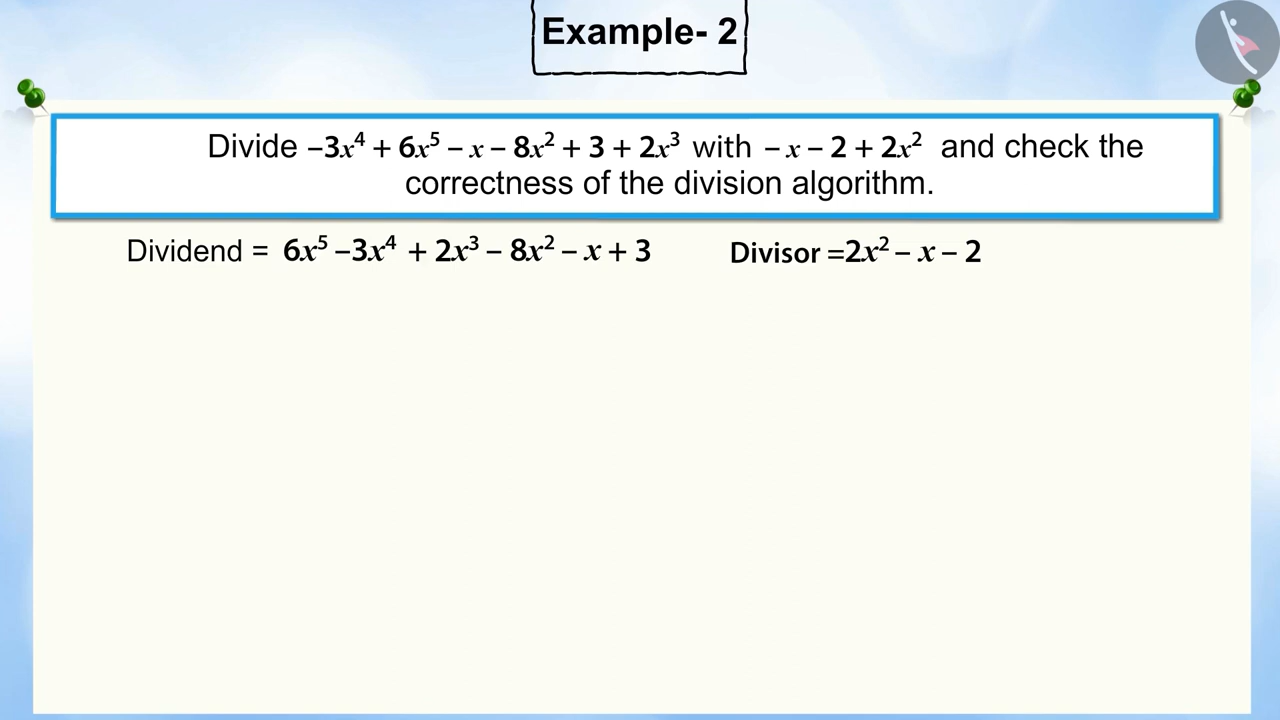 Example- 2
Divide −3x⁴ + 6x⁵ − x − 8x² + 3 + 2x³ with − x − 2 + 2x² and check the
correctness of the division algorithm.
Dividend = 6x⁵ −3x⁴ + 2x³ − 8x² − x + 3 Divisor =2x² − x − 2